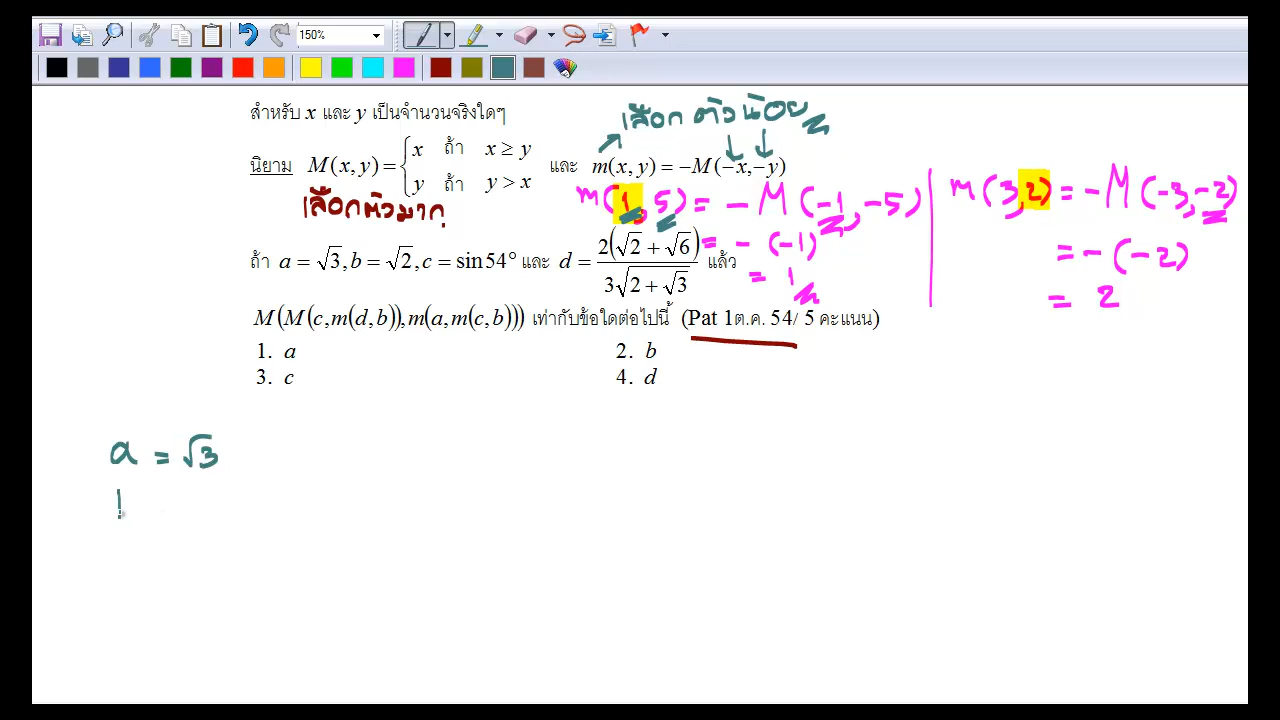 150%
สำหรับ x และ y เป็นจำนวนจริงใดๆ
เลือก ตัวน้อย
นิยาม M(x, y) = { x ถ้า x ≥ y และ m(x, y) = −M(−x,−y)
y ถ้า y > x
เลือกตัวมาก
m(1, 5) = −M(−1, −5)
= −(−1)
= 1
m(3,2) = −M(−3,−2)
= −(−2)
= 2
ถ้า a = √3, b = √2, c = sin 54° และ d = 2(√2 + √6) / 3√(2 + √3) แล้ว
M(M(c, m(d, b)), m(a, m(c, b))) เท่ากับข้อใดต่อไปนี้ (Pat 1ต.ค. 54/ 5 คะแนน)
1. a 2. b
3. c 4. d
a = √3